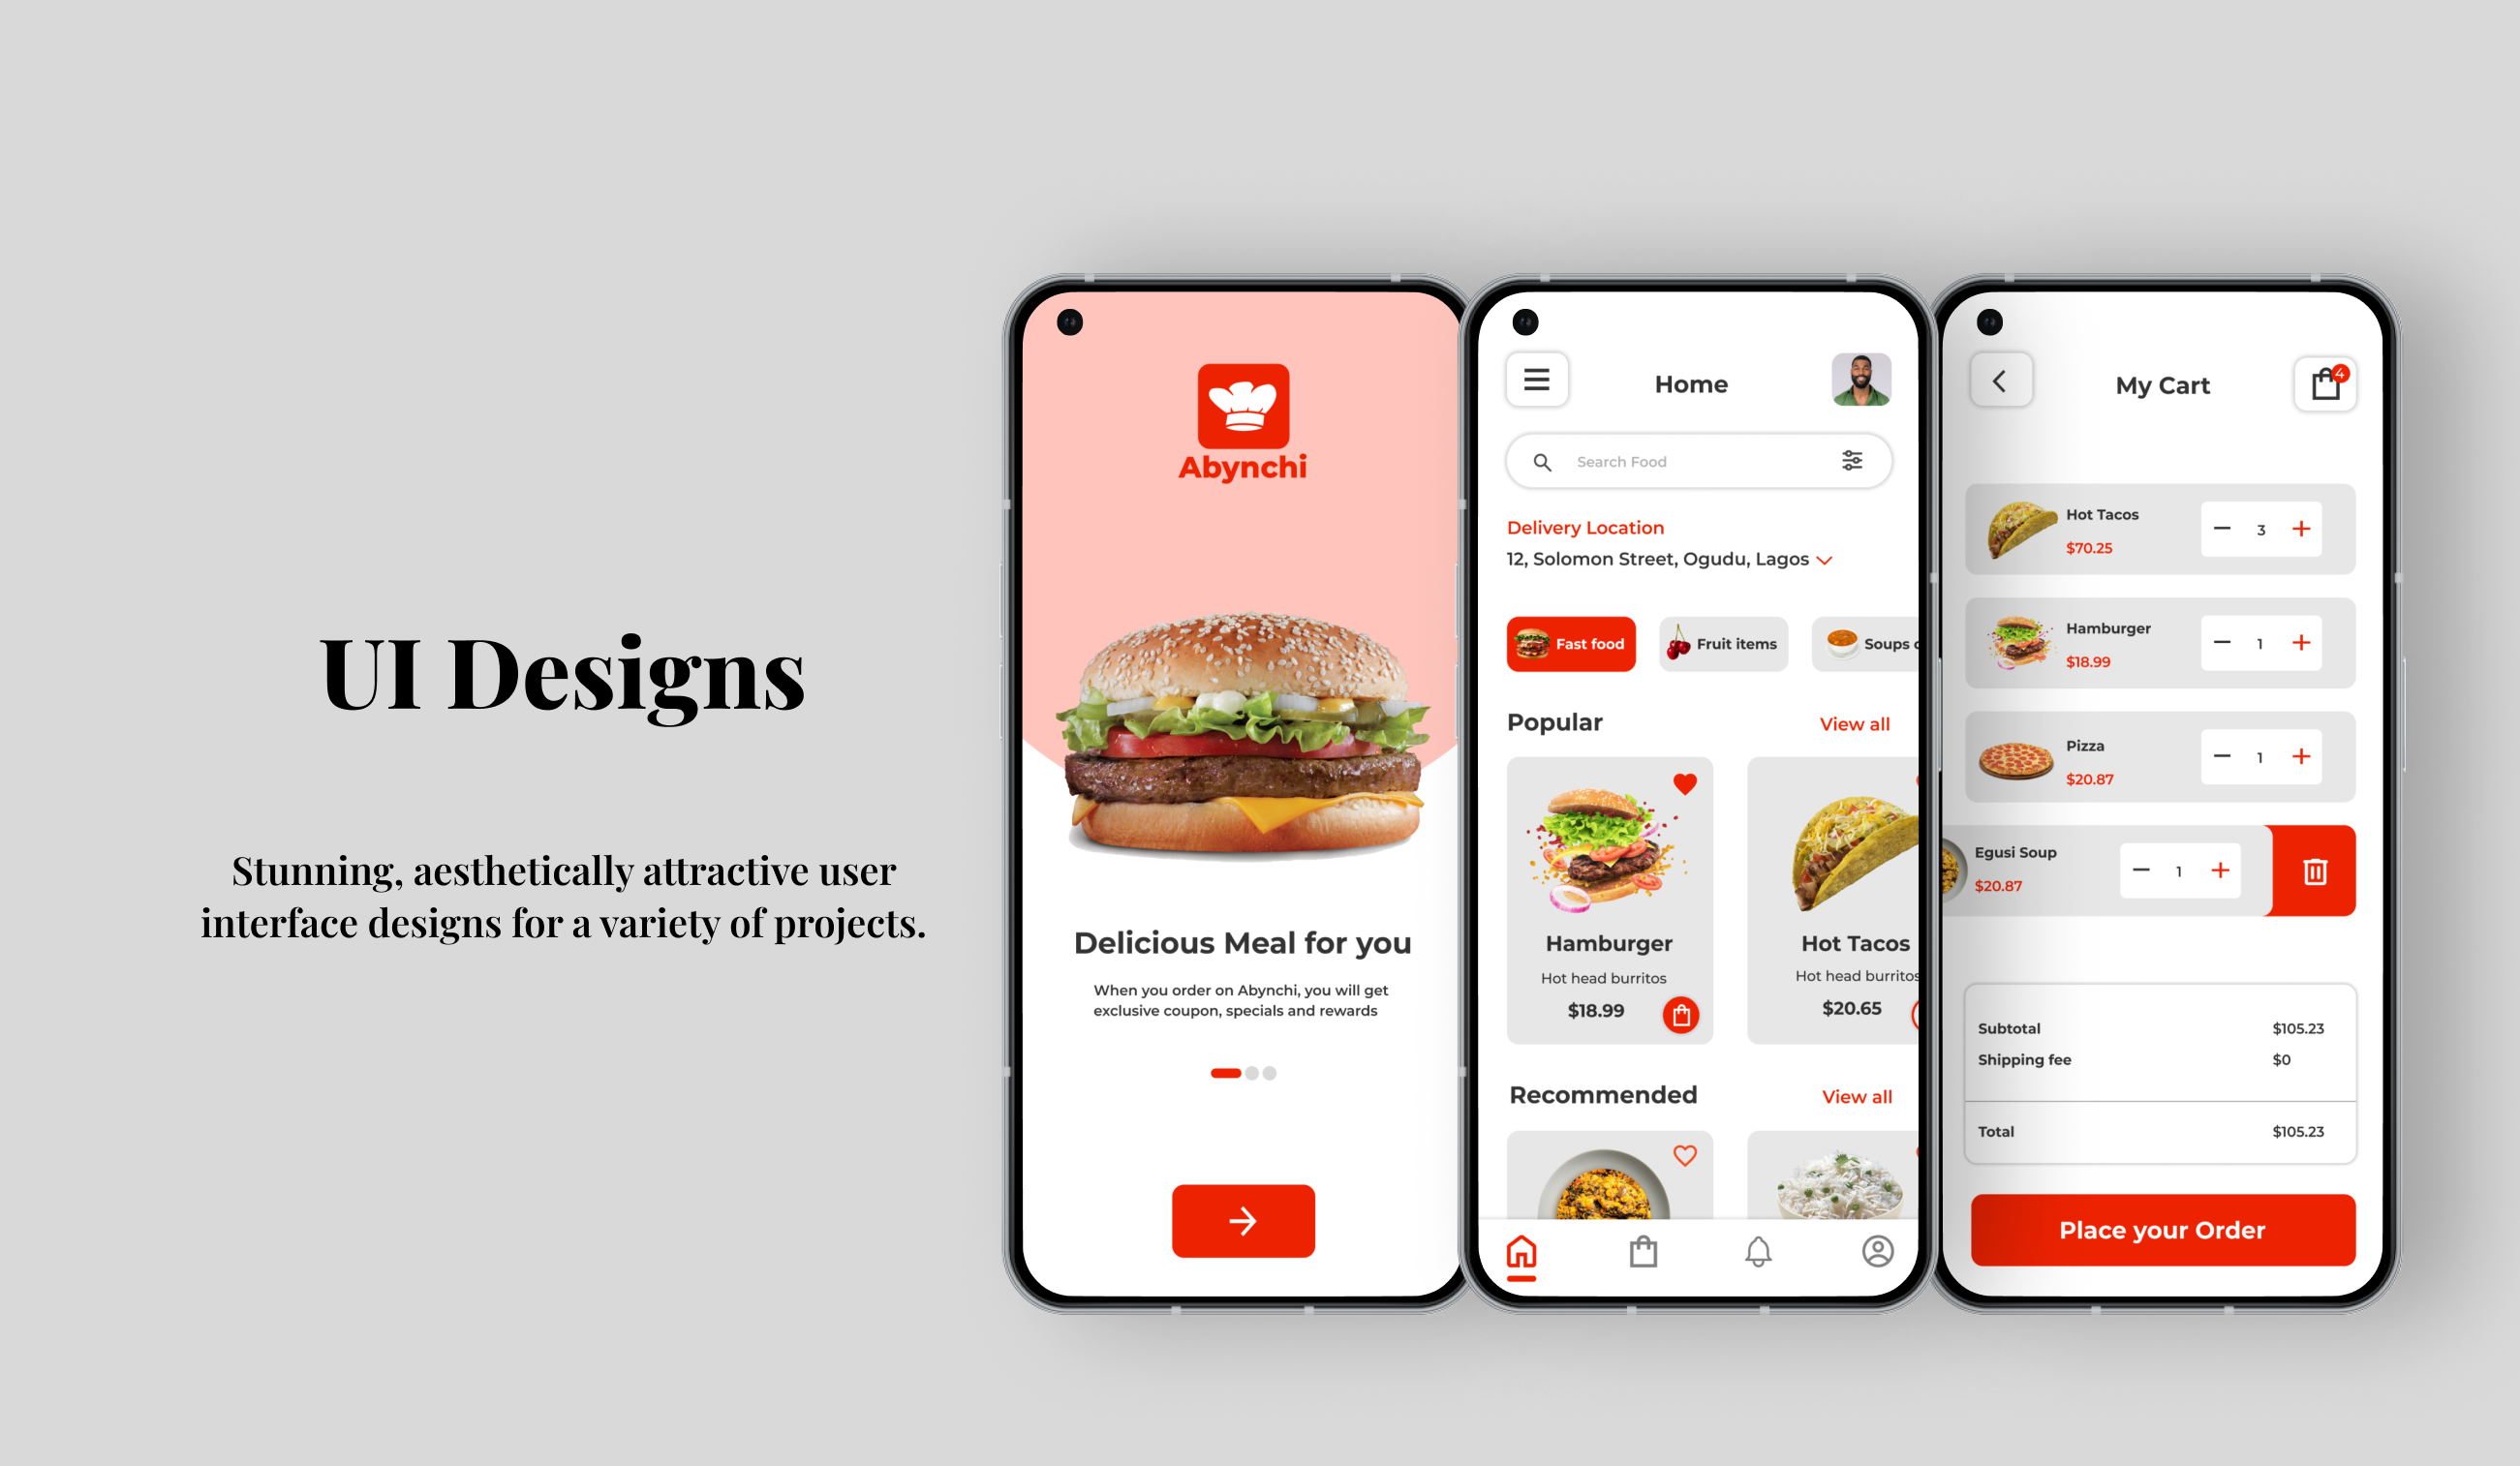 UI Designs
Stunning, aesthetically attractive user
interface designs for a variety of projects.
Abynchi
Delicious Meal for you
When you order on Abynchi, you will get
exclusive coupon, specials and rewards
Home
Search Food
Delivery Location
12, Solomon Street, Ogudu, Lagos
Fast food
Fruit items
Soups
Popular
View all
Hamburger
Hot head burritos
$18.99
Hot Tacos
Hot head burritos
$20.65
Recommended
View all
My Cart
4
Hot Tacos
$70.25
3
Hamburger
$18.99
1
Pizza
$20.87
1
Egusi Soup
$20.87
1
Subtotal $105.23
Shipping fee $0
Total $105.23
Place your Order